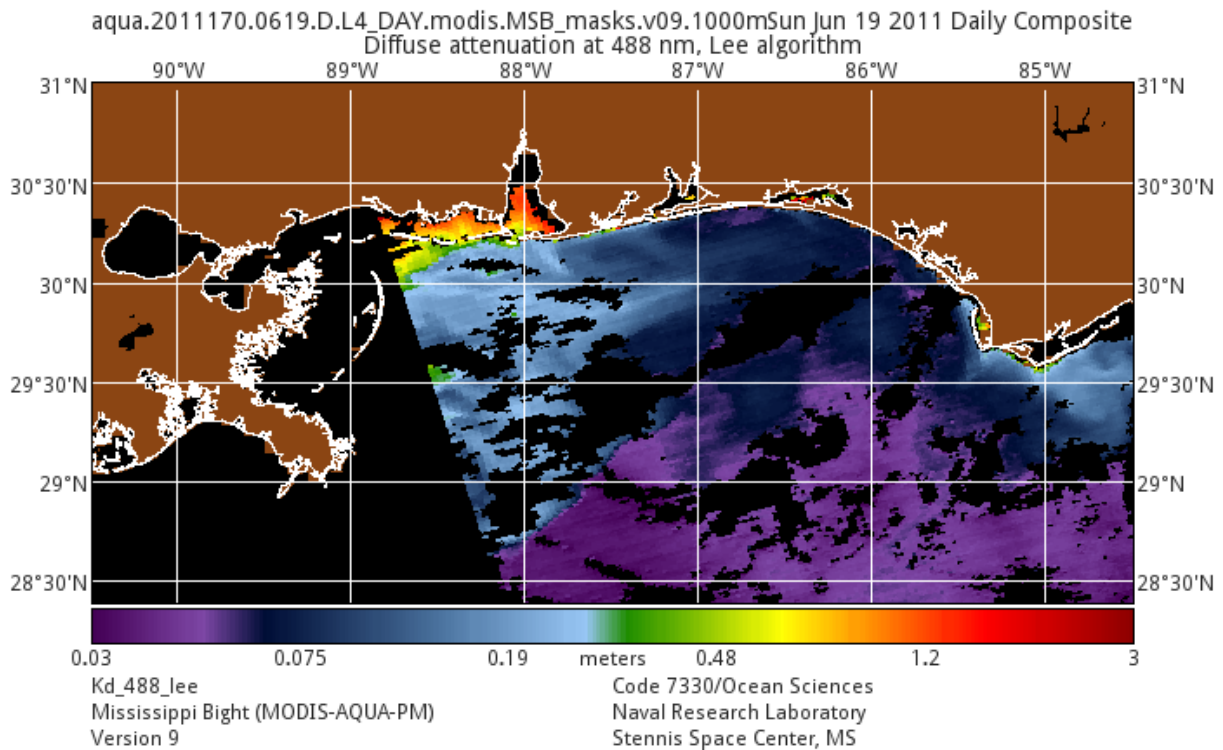 aqua.2011170.0619.D.L4_DAY.modis.MSB_masks.v09.1000mSun Jun 19 2011 Daily Composite
Diffuse attenuation at 488 nm, Lee algorithm
90°W 89°W 88°W 87°W 86°W 85°W
31°N 31°N
30°30'N 30°30'N
30°N 30°N
29°30'N 29°30'N
29°N 29°N
28°30'N 28°30'N
0.03 0.075 0.19 meters 0.48 1.2 3
Kd_488_lee Code 7330/Ocean Sciences
Mississippi Bight (MODIS-AQUA-PM) Naval Research Laboratory
Version 9 Stennis Space Center, MS